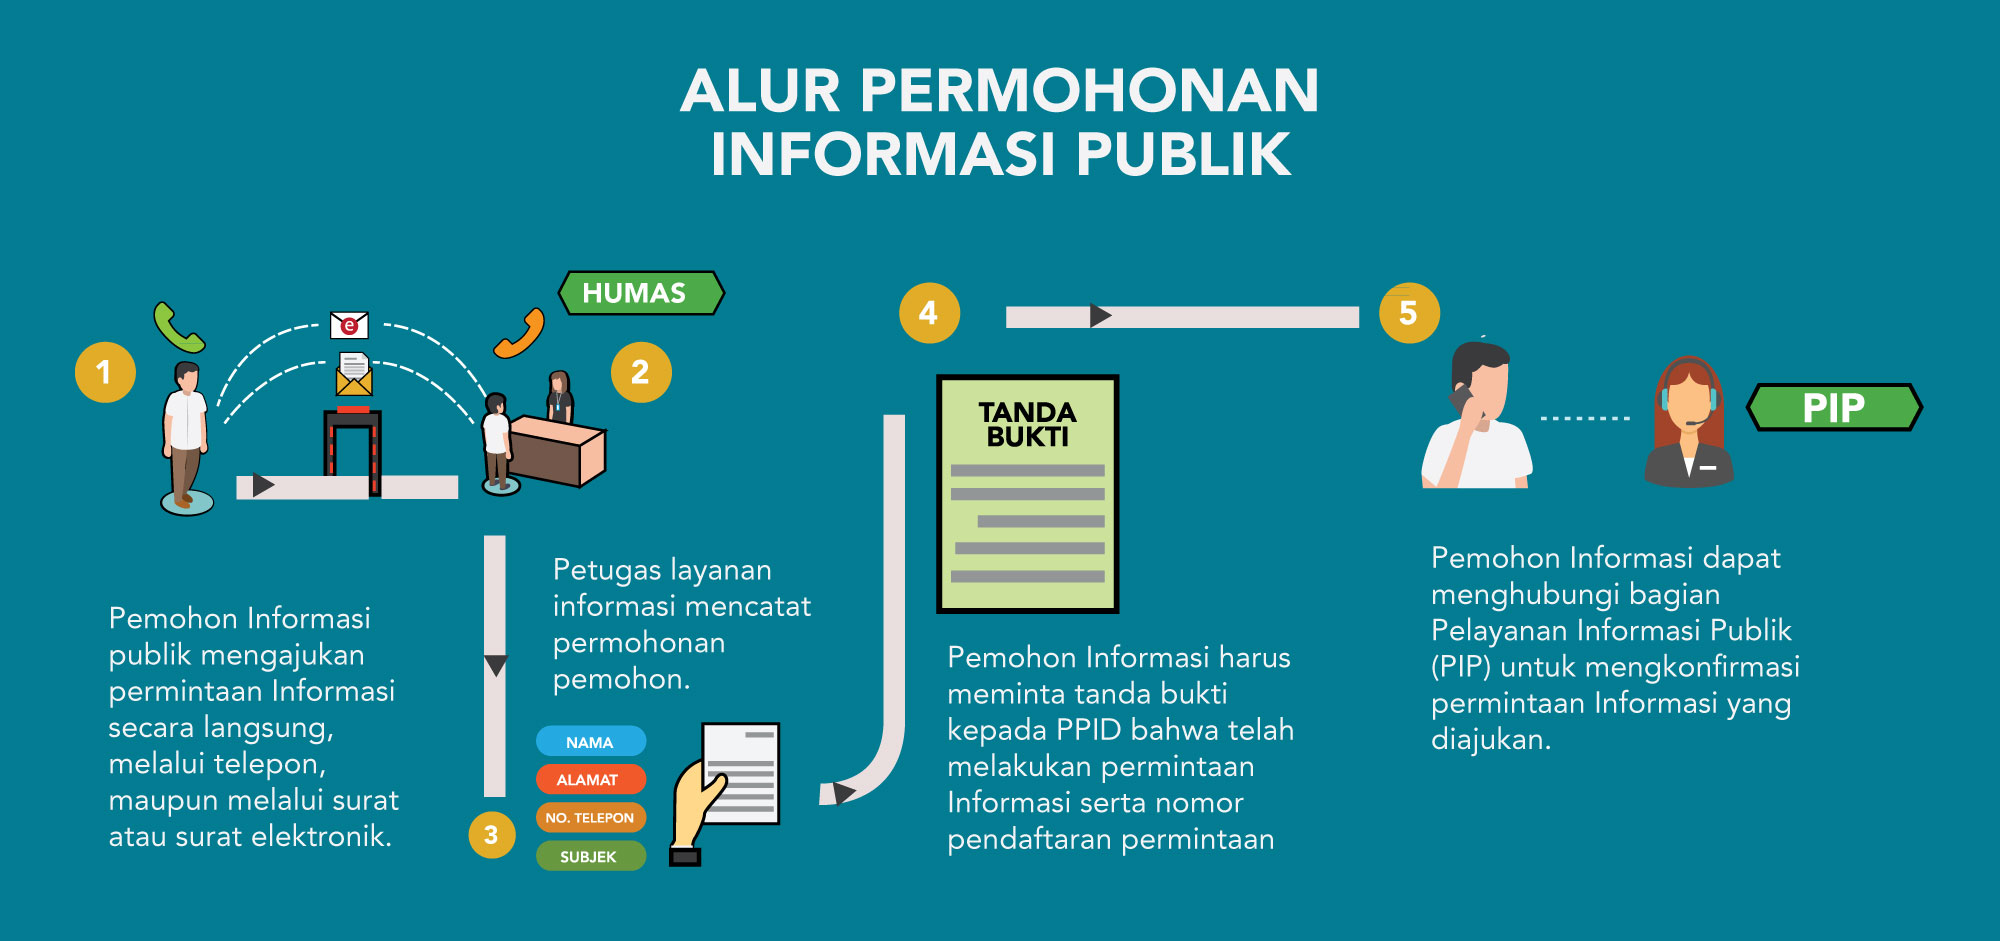 ALUR PERMOHONAN
INFORMASI PUBLIK
1
e
HUMAS
2
Pemohon Informasi
publik mengajukan
permintaan Informasi
secara langsung,
melalui telepon,
maupun melalui surat
atau surat elektronik.
Petugas layanan
informasi mencatat
permohonan
pemohon.
3
NAMA
ALAMAT
NO. TELEPON
SUBJEK
4
TANDA
BUKTI
Pemohon Informasi harus
meminta tanda bukti
kepada PPID bahwa telah
melakukan permintaan
Informasi serta nomor
pendaftaran permintaan
5
PIP
Pemohon Informasi dapat
menghubungi bagian
Pelayanan Informasi Publik
(PIP) untuk mengkonfirmasi
permintaan Informasi yang
diajukan.